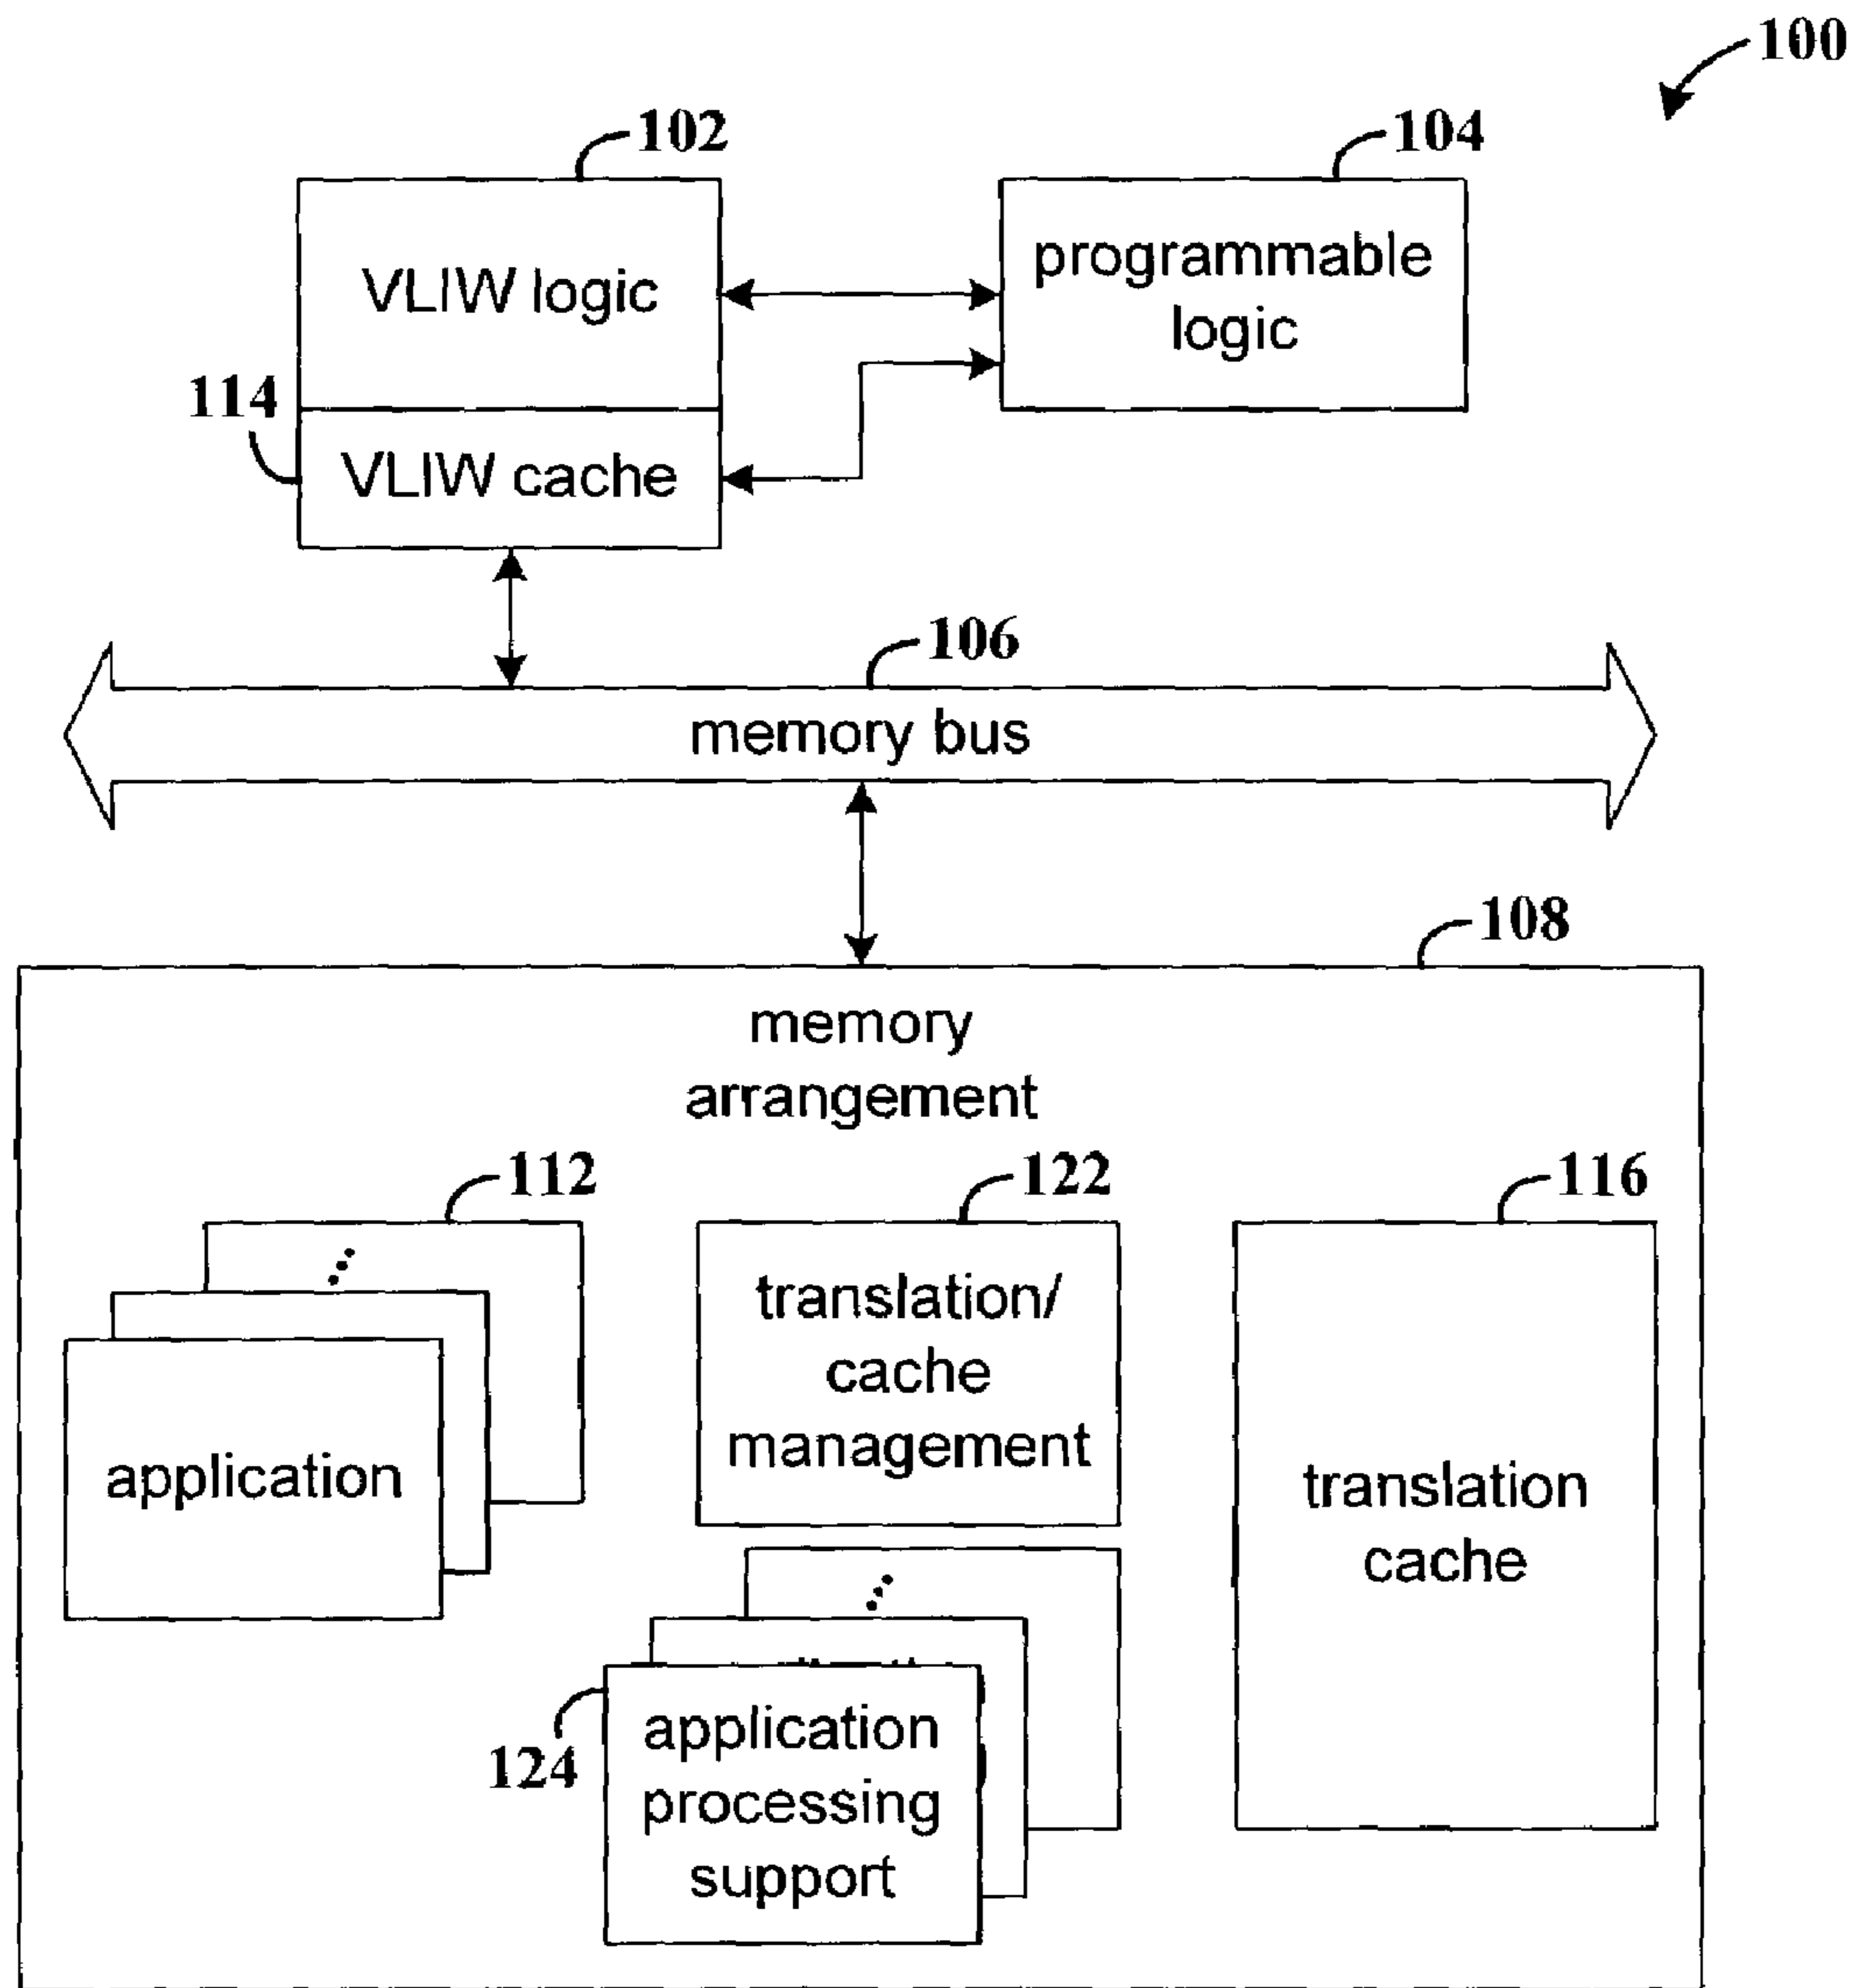 100
102
104
VLIW logic
programmable
logic
114
VLIW cache
106
memory bus
108
memory
arrangement
112
122
116
translation/
cache
management
application
translation
cache
124
application
processing
support